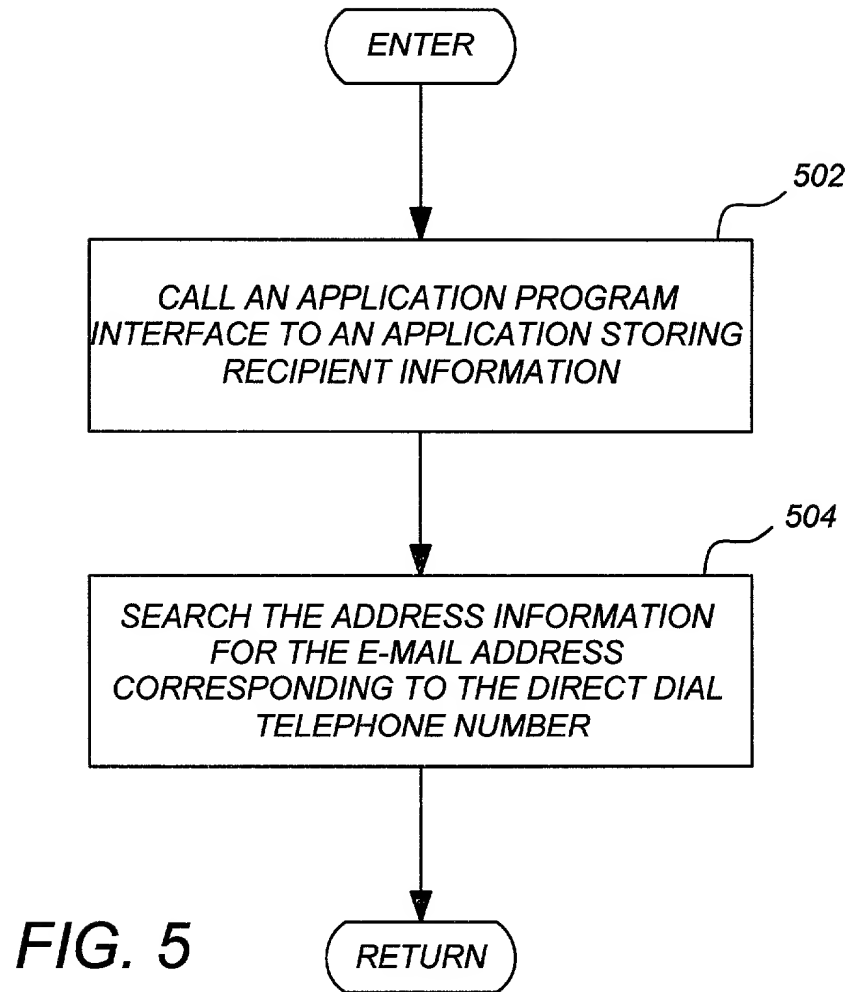 ENTER
502
CALL AN APPLICATION PROGRAM
INTERFACE TO AN APPLICATION STORING
RECIPIENT INFORMATION
504
SEARCH THE ADDRESS INFORMATION
FOR THE E-MAIL ADDRESS
CORRESPONDING TO THE DIRECT DIAL
TELEPHONE NUMBER
FIG. 5
RETURN